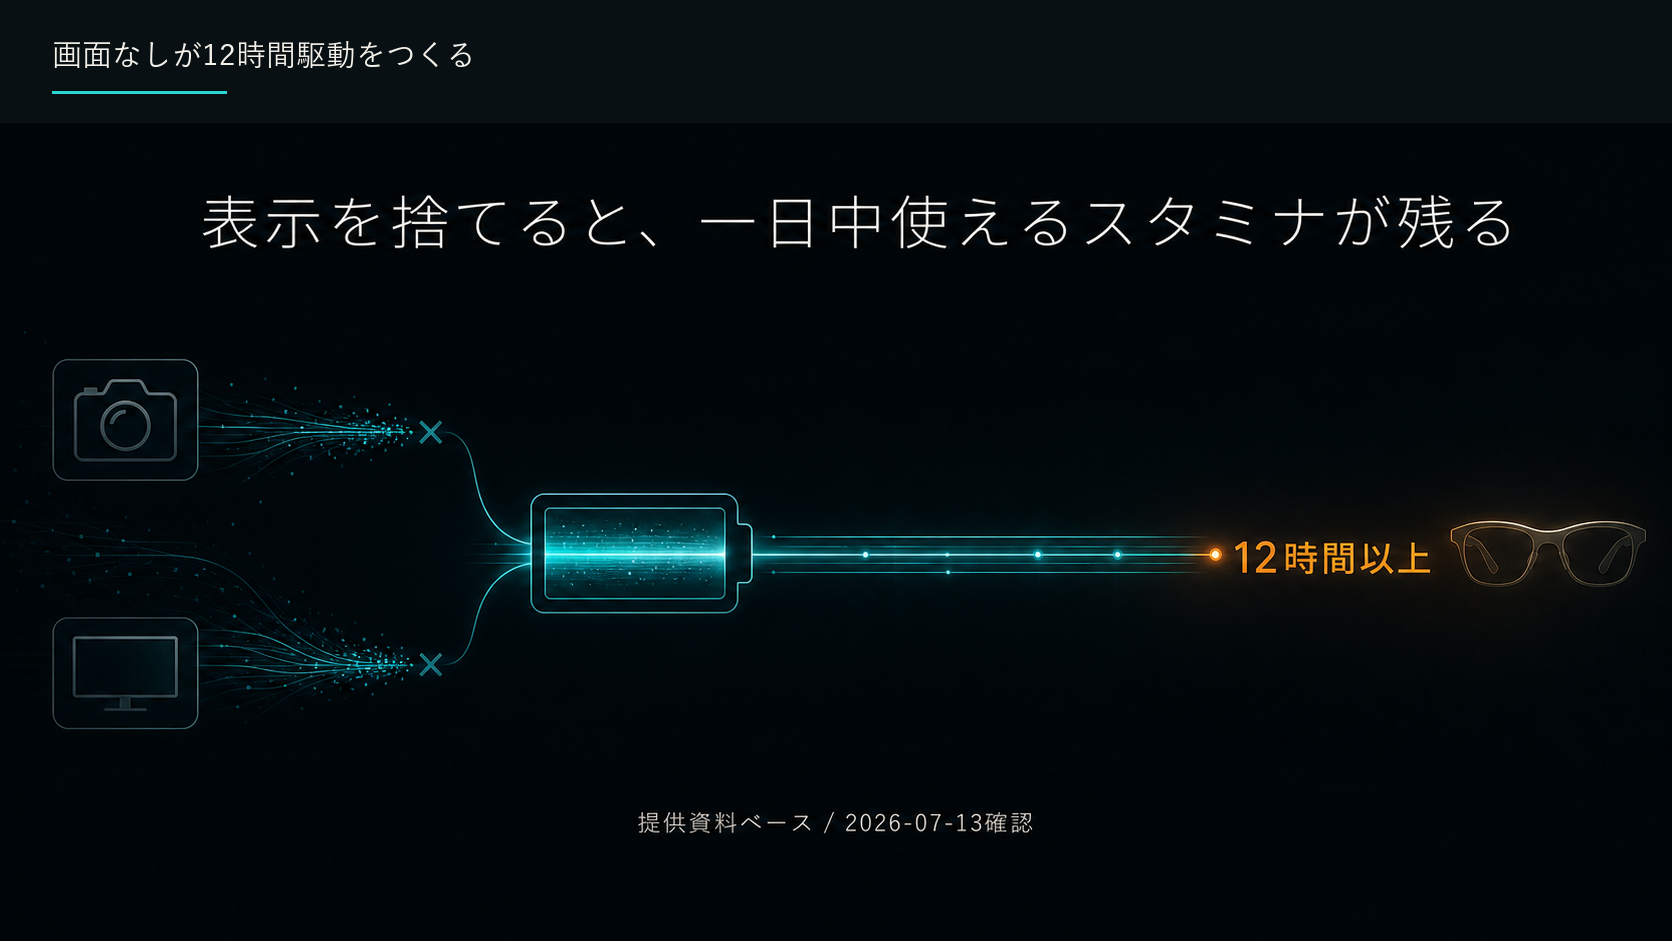 画面なしが12時間駆動をつくる
表示を捨てると、一日中使えるスタミナが残る
12時間以上
提供資料ベース / 2026-07-13確認